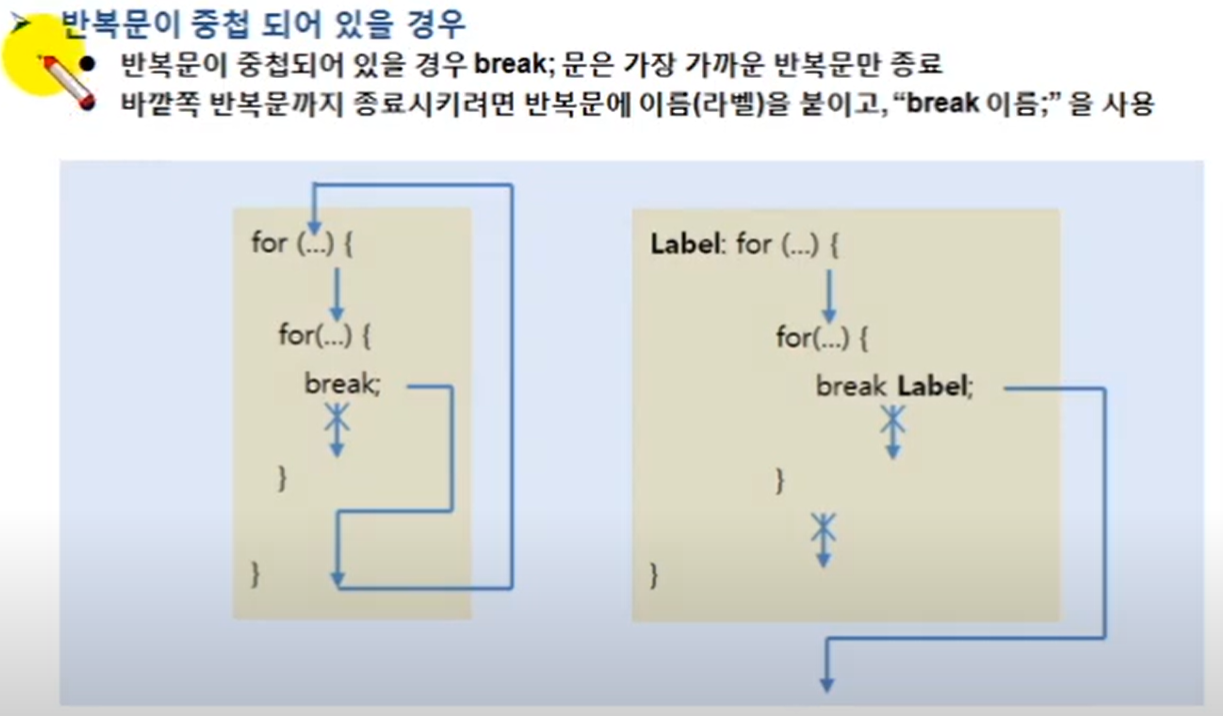 반복문이 중첩 되어 있을 경우
반복문이 중첩되어 있을 경우 break; 문은 가장 가까운 반복문만 종료
바깥쪽 반복문까지 종료시키려면 반복문에 이름(라벨)을 붙이고, “break 이름;” 을 사용
for (...) {
for(...) {
break;
}
}
Label: for (...) {
for(...) {
break Label;
}
}